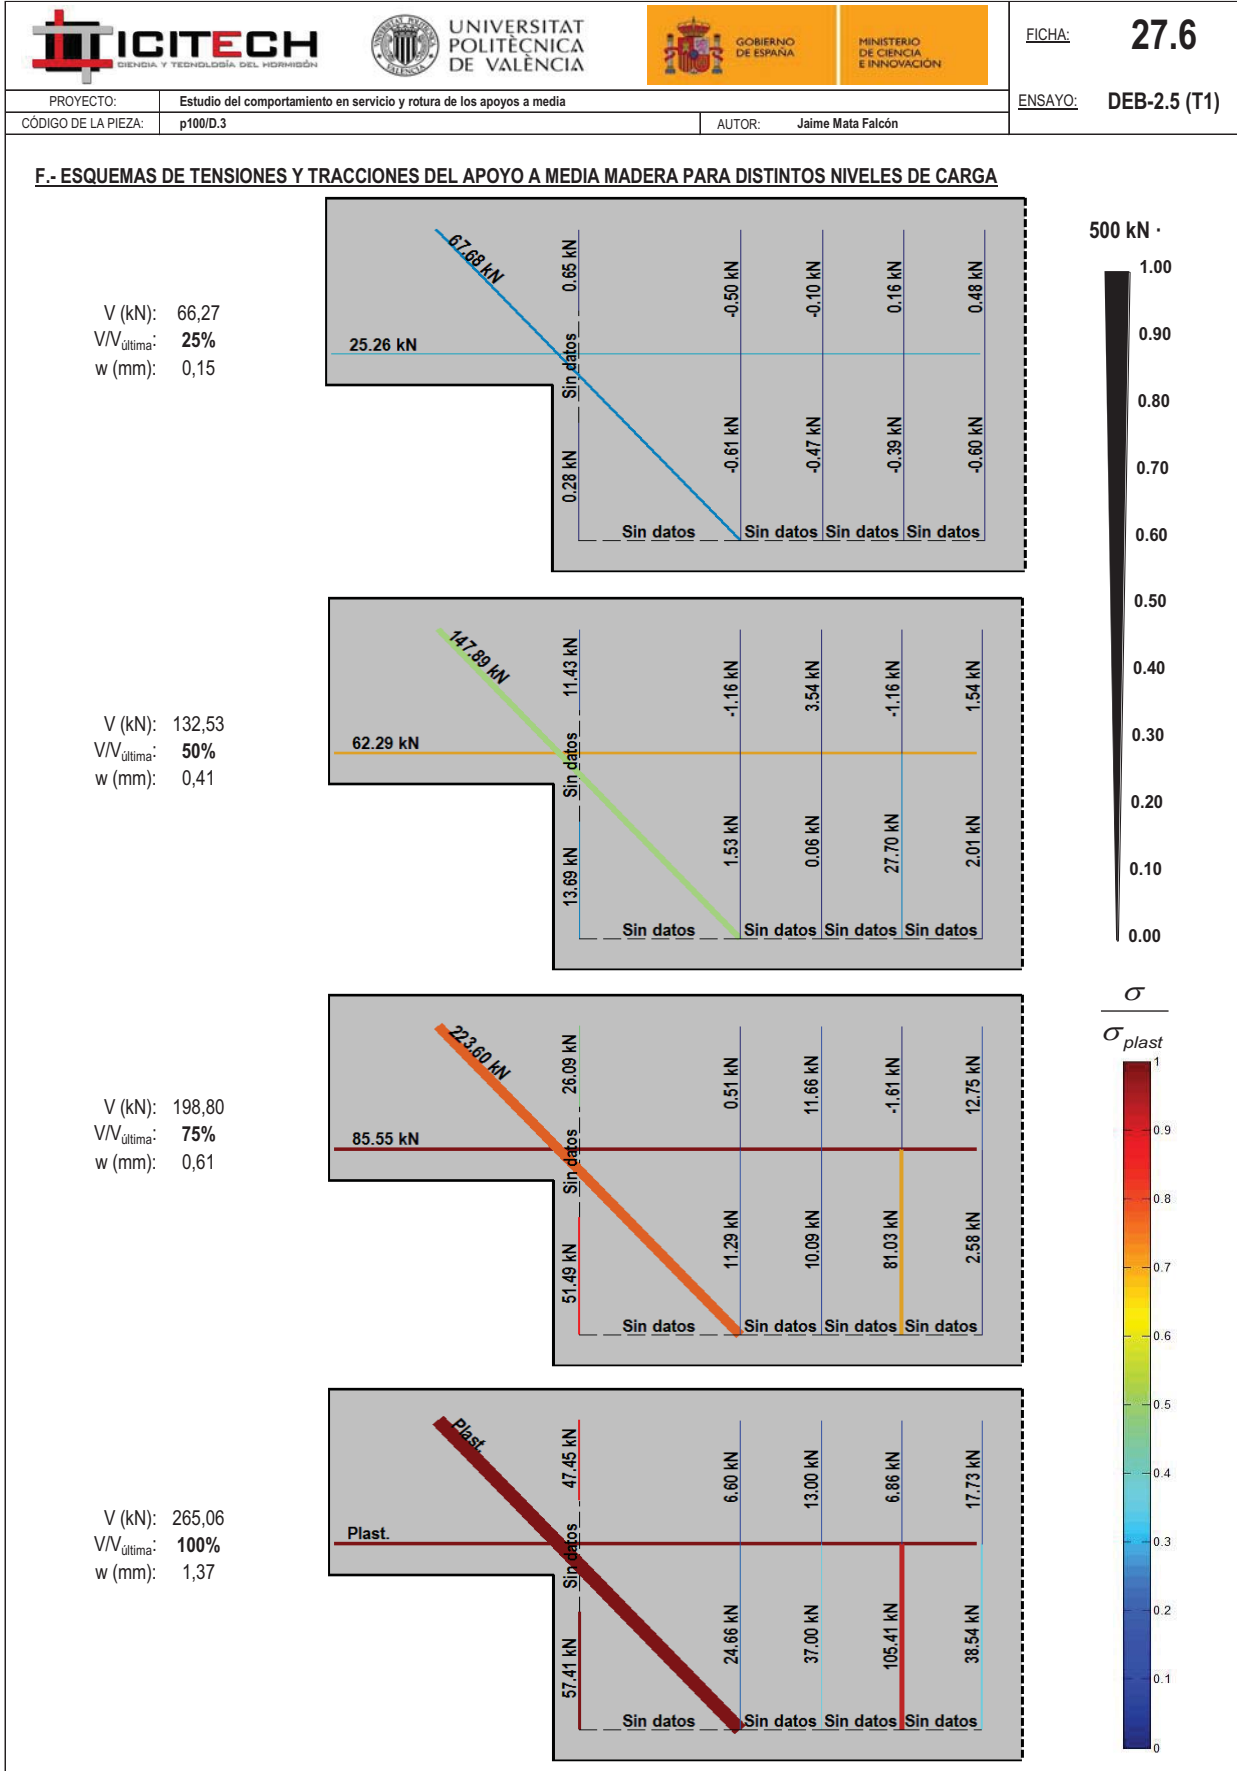 ICITECH
CIENCIA Y TECNOLOGÍA DEL HORMIGÓN
UNIVERSITAT
POLITÈCNICA
DE VALÈNCIA
GOBIERNO
DE ESPAÑA
MINISTERIO
DE CIENCIA
E INNOVACIÓN
FICHA: 27.6
PROYECTO: Estudio del comportamiento en servicio y rotura de los apoyos a media
ENSAYO: DEB-2.5 (T1)
CÓDIGO DE LA PIEZA: p100/D.3 AUTOR: Jaime Mata Falcón
F.- ESQUEMAS DE TENSIONES Y TRACCIONES DEL APOYO A MEDIA MADERA PARA DISTINTOS NIVELES DE CARGA
V (kN): 66,27
V/Vúltima: 25%
w (mm): 0,15
67.68 kN
0.65 kN
-0.50 kN
-0.10 kN
0.16 kN
0.48 kN
25.26 kN
Sin datos
0.28 kN
-0.61 kN
-0.47 kN
-0.39 kN
-0.60 kN
Sin datos Sin datos Sin datos Sin datos
V (kN): 132,53
V/Vúltima: 50%
w (mm): 0,41
147.89 kN
11.43 kN
-1.16 kN
3.54 kN
-1.16 kN
1.54 kN
62.29 kN
Sin datos
13.69 kN
1.53 kN
0.06 kN
27.70 kN
2.01 kN
Sin datos Sin datos Sin datos Sin datos
V (kN): 198,80
V/Vúltima: 75%
w (mm): 0,61
223.60 kN
26.09 kN
0.51 kN
11.66 kN
-1.61 kN
12.75 kN
85.55 kN
Sin datos
51.49 kN
11.29 kN
10.09 kN
81.03 kN
2.58 kN
Sin datos Sin datos Sin datos Sin datos
V (kN): 265,06
V/Vúltima: 100%
w (mm): 1,37
Plast.
47.45 kN
6.60 kN
13.00 kN
6.86 kN
17.73 kN
Plast.
Sin datos
57.41 kN
24.66 kN
37.00 kN
105.41 kN
38.54 kN
Sin datos Sin datos Sin datos Sin datos
500 kN ·
1.00
0.90
0.80
0.70
0.60
0.50
0.40
0.30
0.20
0.10
0.00
σ
σplast
1
0.9
0.8
0.7
0.6
0.5
0.4
0.3
0.2
0.1
0